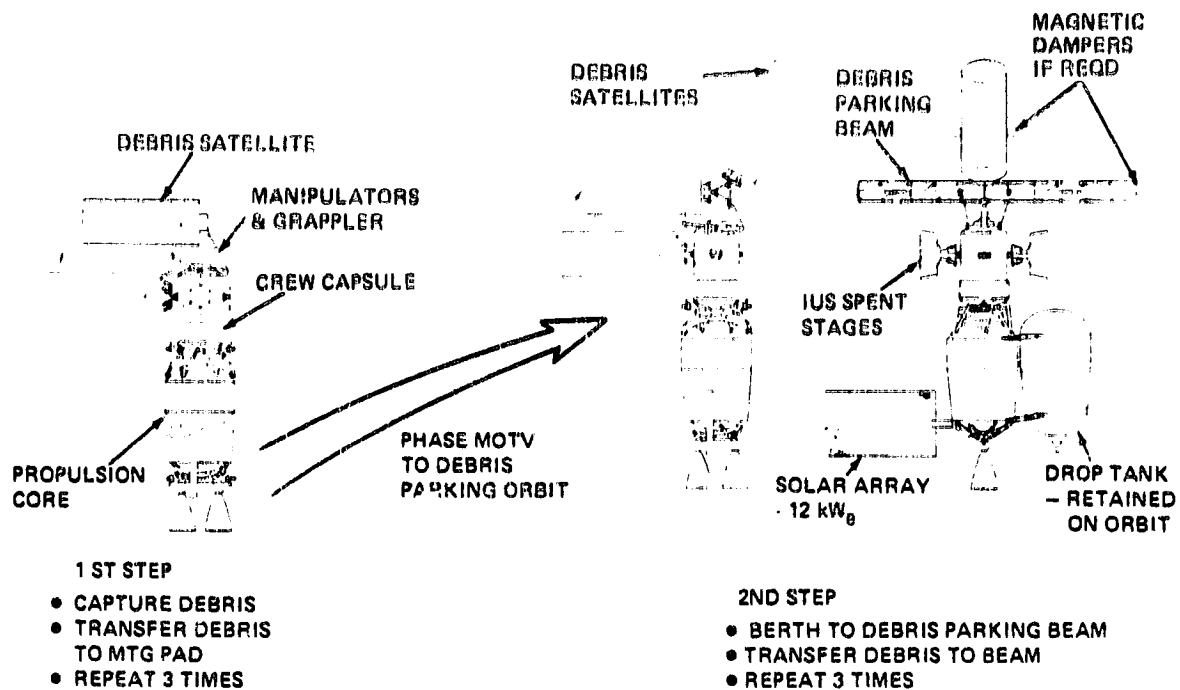 DEBRIS SATELLITE
MANIPULATORS
& GRAPPLER
CREW CAPSULE
PROPULSION
CORE
PHASE MOTV
TO DEBRIS
PARKING ORBIT
1 ST STEP
● CAPTURE DEBRIS
● TRANSFER DEBRIS
TO MTG PAD
● REPEAT 3 TIMES
DEBRIS
SATELLITES
DEBRIS
PARKING
BEAM
MAGNETIC
DAMPERS
IF REQD
IUS SPENT
STAGES
SOLAR ARRAY
- 12 kWe
DROP TANK
– RETAINED
ON ORBIT
2ND STEP
● BERTH TO DEBRIS PARKING BEAM
● TRANSFER DEBRIS TO BEAM
● REPEAT 3 TIMES